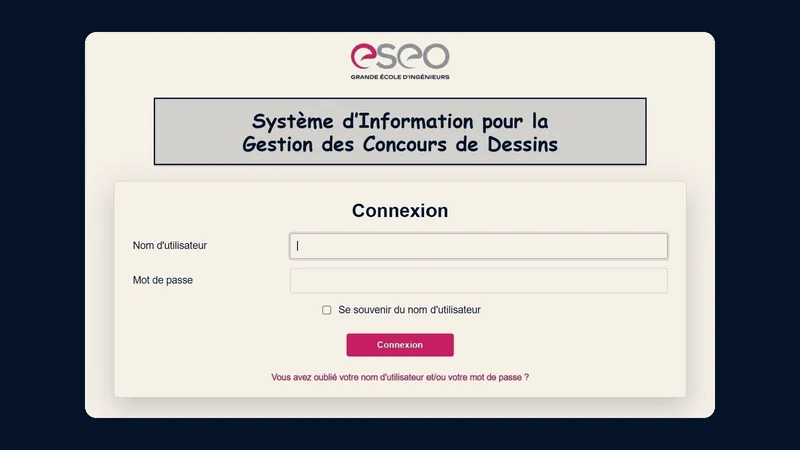 eseo
GRANDE ÉCOLE D'INGÉNIEURS
Système d'Information pour la
Gestion des Concours de Dessins
Connexion
Nom d'utilisateur
Mot de passe
Se souvenir du nom d'utilisateur
Connexion
Vous avez oublié votre nom d'utilisateur et/ou votre mot de passe ?